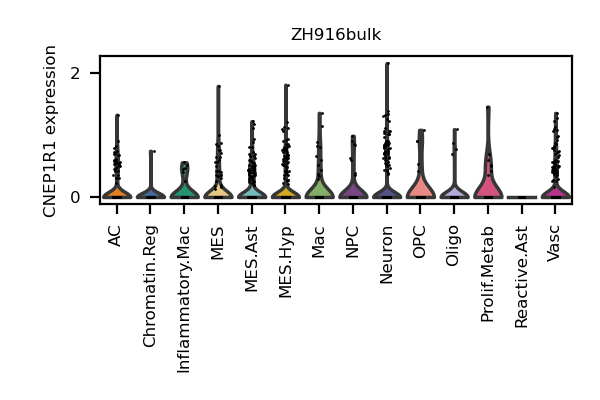 ZH916bulk
CNEP1R1 expression
2
0
AC
Chromatin.Reg
Inflammatory.Mac
MES
MES.Ast
MES.Hyp
Mac
NPC
Neuron
OPC
Oligo
Prolif.Metab
Reactive.Ast
Vasc